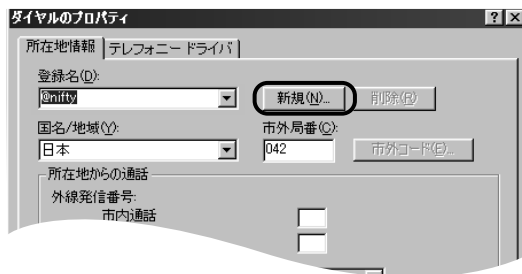 ダイヤルのプロパティ ? ×
所在地情報 テレフォニー ドライバ
登録名(D):
@nifty 新規(N)... 削除(R)
国名/地域(Y): 市外局番(C):
日本 042 市外コード(E)...
所在地からの通話
外線発信番号:
市内通話